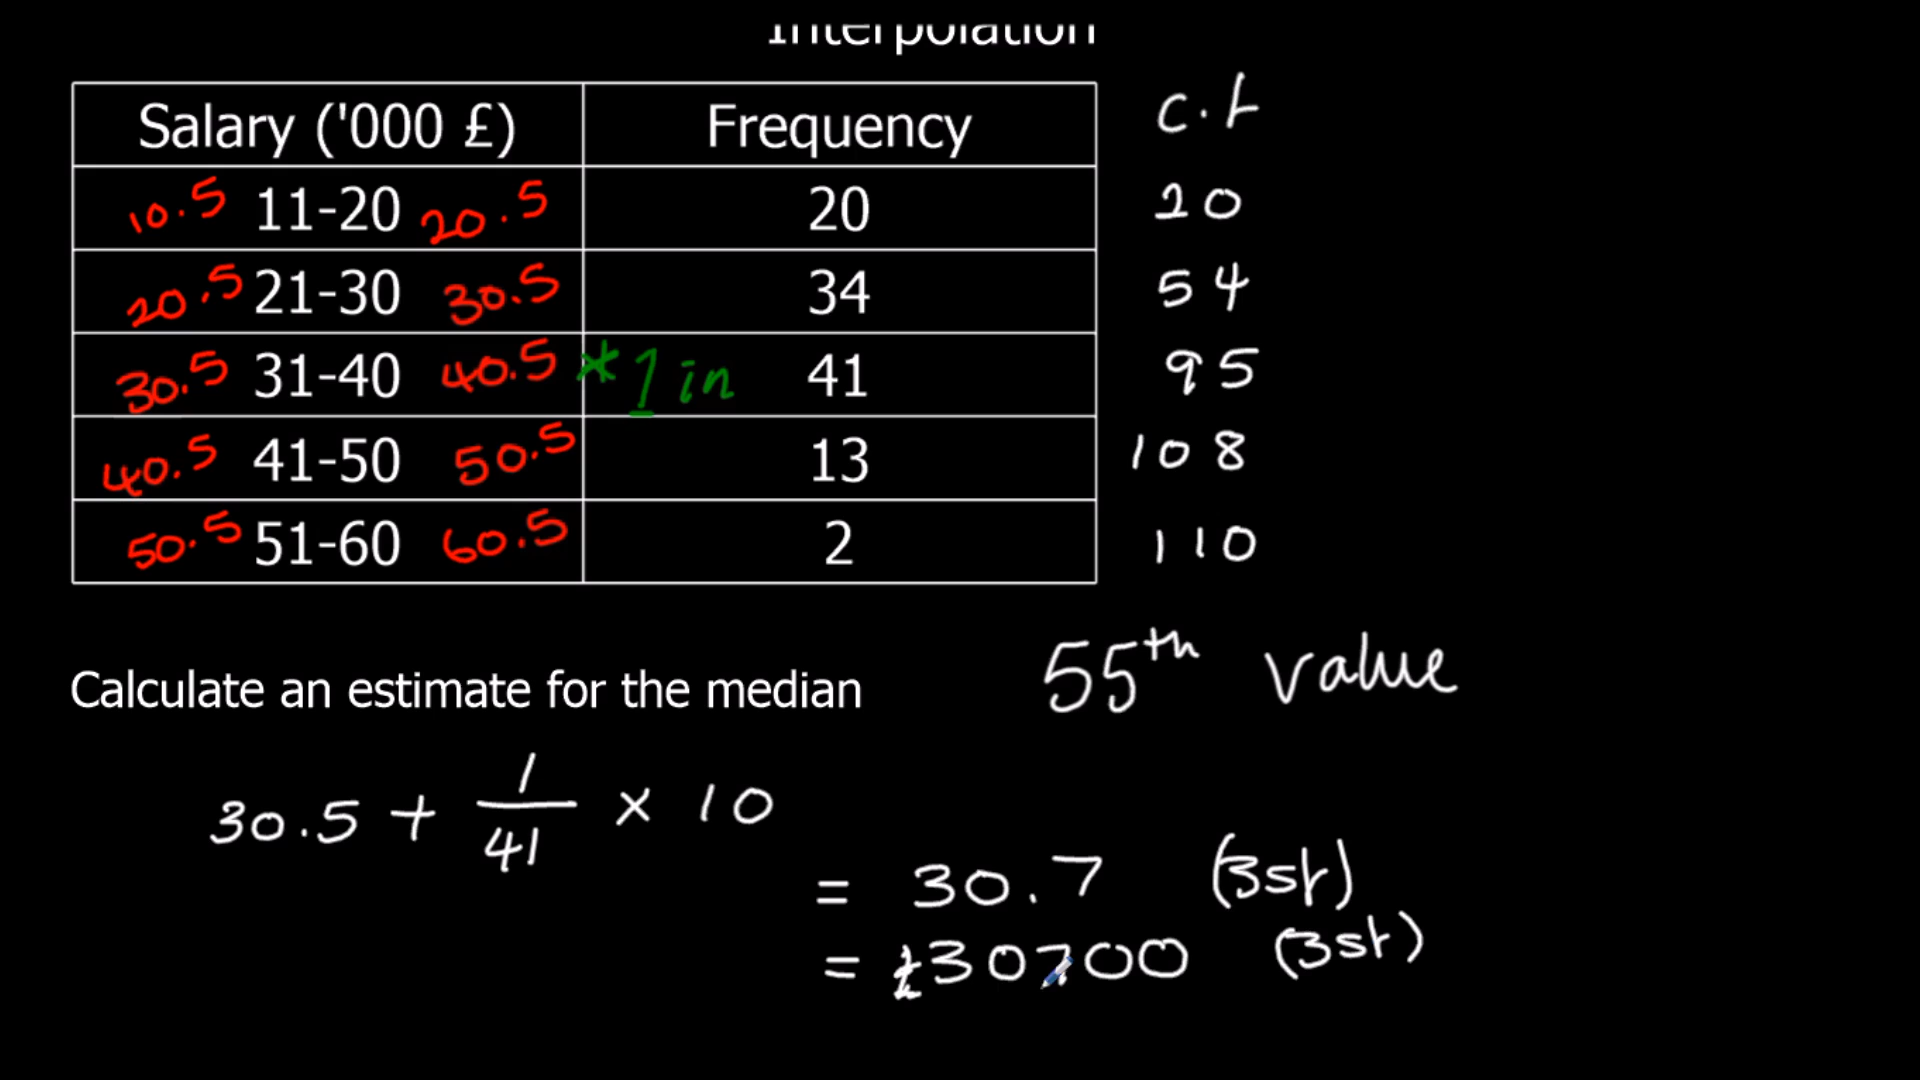 Interpolation
Salary ('000 £) Frequency c.f
10.5 11-20 20.5 20 20
20.5 21-30 30.5 34 54
30.5 31-40 40.5 *1 in 41 95
40.5 41-50 50.5 13 108
50.5 51-60 60.5 2 110
Calculate an estimate for the median 55th value
30.5 + 1/41 × 10
= 30.7 (3sf)
= £30700 (3sf)